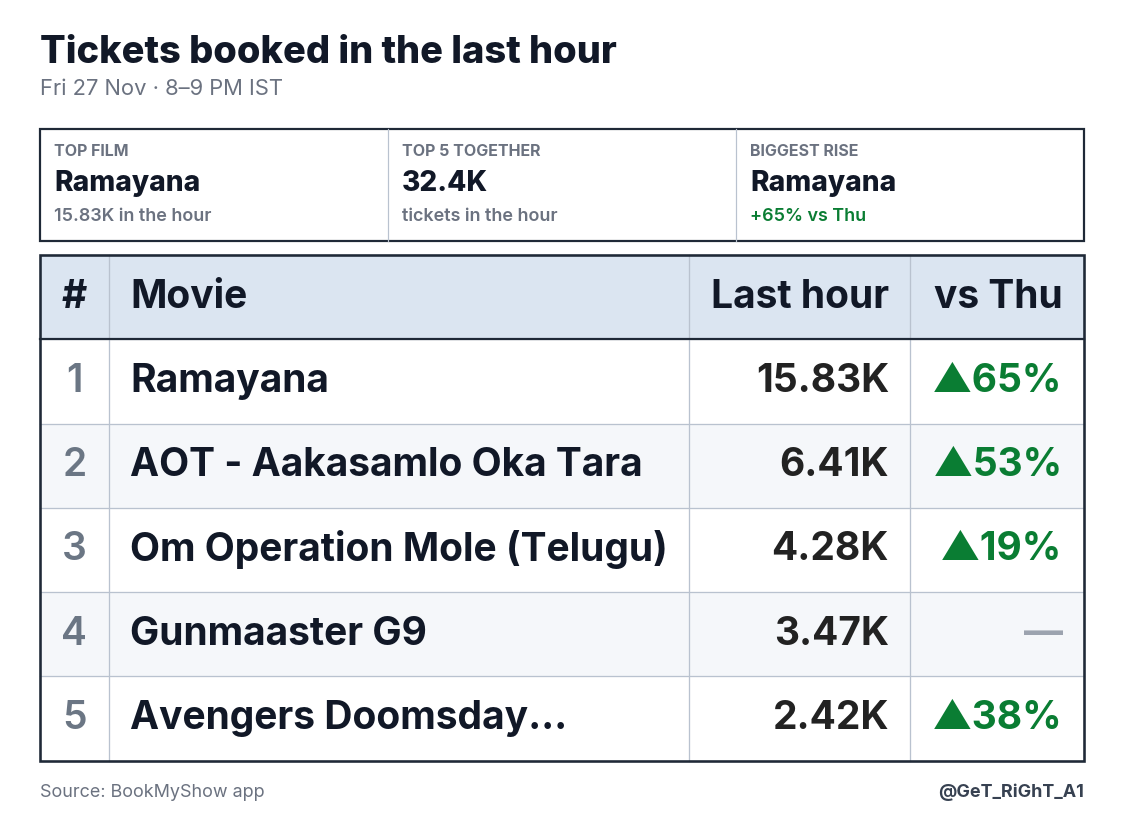 Tickets booked in the last hour
Fri 27 Nov · 8–9 PM IST
TOP FILM
Ramayana
15.83K in the hour
TOP 5 TOGETHER
32.4K
tickets in the hour
BIGGEST RISE
Ramayana
+65% vs Thu
# Movie Last hour vs Thu
1 Ramayana 15.83K ▲65%
2 AOT - Aakasamlo Oka Tara 6.41K ▲53%
3 Om Operation Mole (Telugu) 4.28K ▲19%
4 Gunmaaster G9 3.47K —
5 Avengers Doomsday... 2.42K ▲38%
Source: BookMyShow app
@GeT_RiGhT_A1